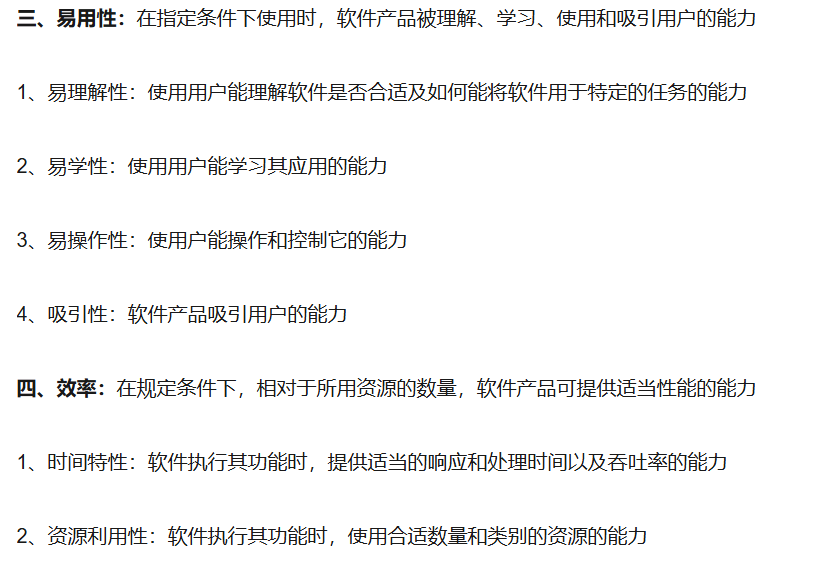 三、易用性：在指定条件下使用时，软件产品被理解、学习、使用和吸引用户的能力
1、易理解性：使用用户能理解软件是否合适及如何能将软件用于特定的任务的能力
2、易学性：使用用户能学习其应用的能力
3、易操作性：使用户能操作和控制它的能力
4、吸引性：软件产品吸引用户的能力
四、效率：在规定条件下，相对于所用资源的数量，软件产品可提供适当性能的能力
1、时间特性：软件执行其功能时，提供适当的响应和处理时间以及吞吐率的能力
2、资源利用性：软件执行其功能时，使用合适数量和类别的资源的能力